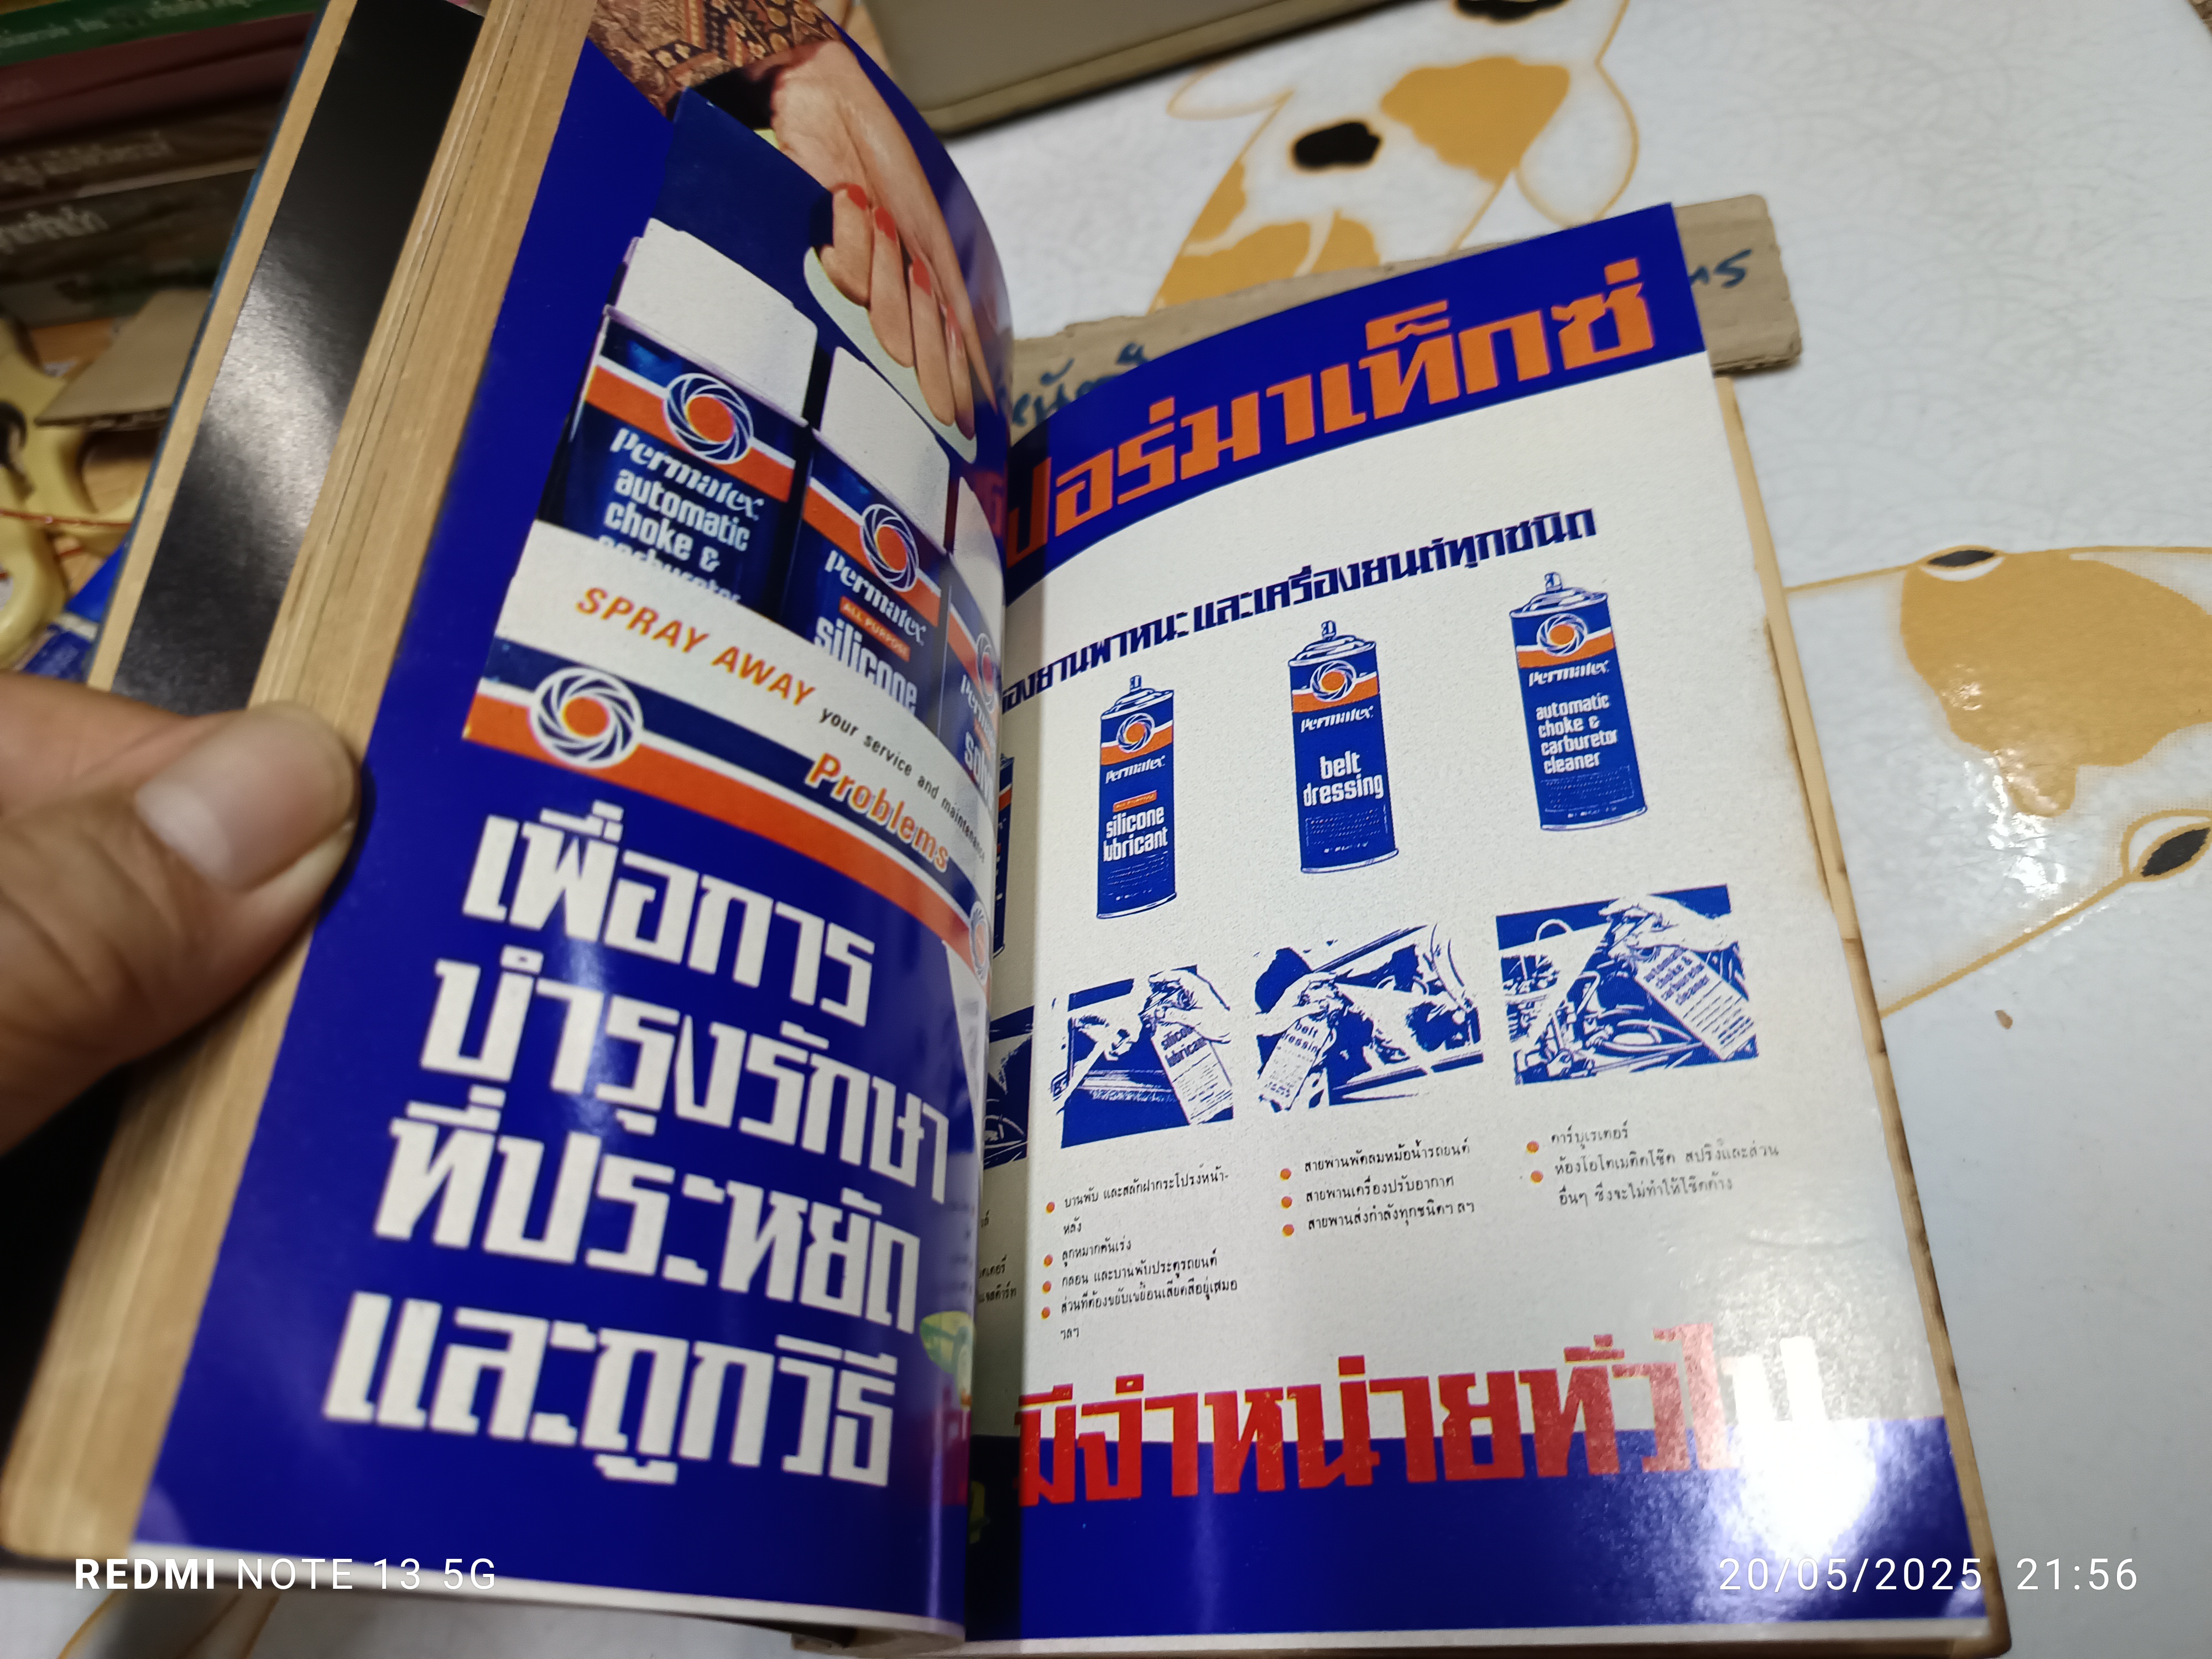 Permatex
automatic
choke &
Permatex
ALL PURPOSE
silicone
SPRAY AWAY your service and maintenance
Problems
เพื่อการ
บำรุงรักษา
ที่ประหยัด
และถูกวิธี
ปอร์มาเท็กซ์
ยานพาหนะและเครื่องยนต์ทุกชนิด
Permatex
silicone
lubricant
Permatex
belt
dressing
Permatex
automatic
choke &
carburetor
cleaner
silicone
lubricant
belt
dressing
automatic
choke &
carburetor
cleaner
บานพับ และสลักฝากระโปรงหน้า-
หลัง
ลูกหมากคันเร่ง
กลอน และบานพับประตูรถยนต์
ส่วนที่ต้องขยับเขยื้อนเสียดสีอยู่เสมอ
ฯลฯ
สายพานพัดลมหม้อน้ำรถยนต์
สายพานเครื่องปรับอากาศ
สายพานส่งกำลังทุกชนิดฯ ลฯ
คาร์บูเรเตอร์
ห้องโอโตเมติคโช๊ค สปริงและส่วน
อื่นๆ ซึ่งจะไม่ทำให้โช๊คค้าง
มีจำหน่ายทั่วไป
REDMI NOTE 13 5G
20/05/2025 21:56